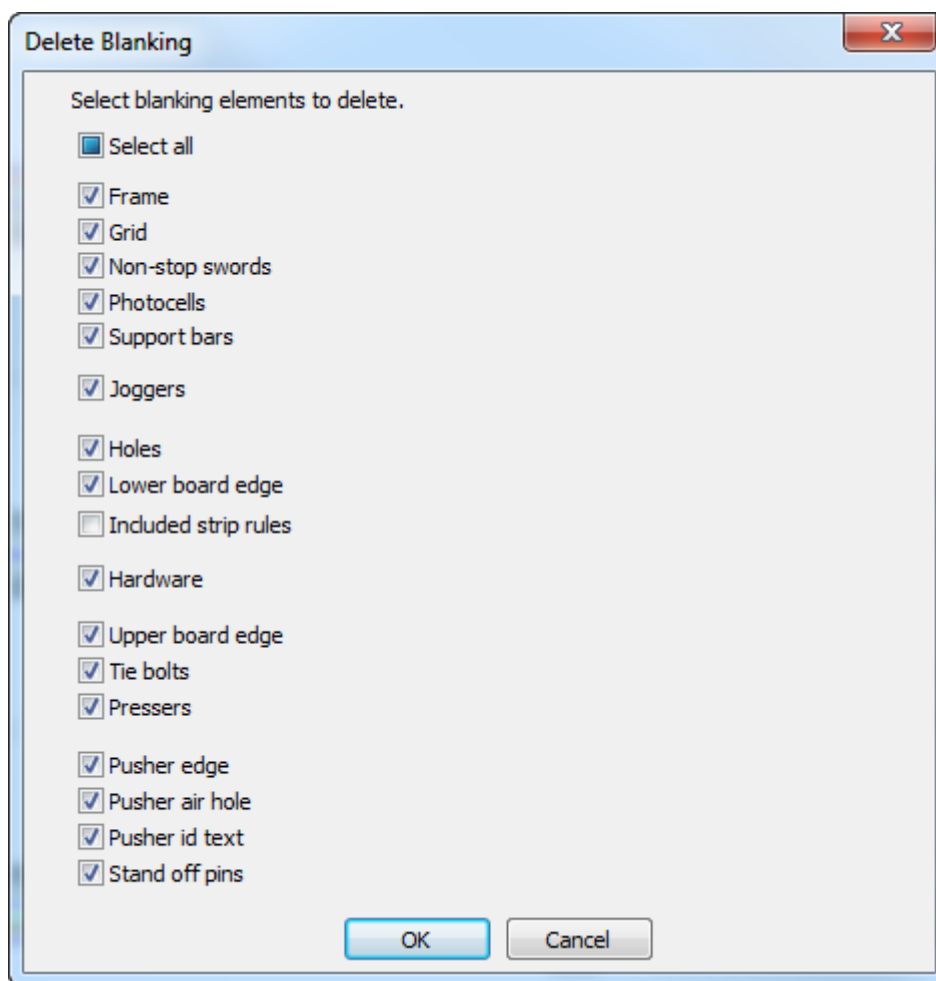 Delete Blanking
Select blanking elements to delete.
Select all
Frame
Grid
Non-stop swords
Photocells
Support bars
Joggers
Holes
Lower board edge
Included strip rules
Hardware
Upper board edge
Tie bolts
Pressers
Pusher edge
Pusher air hole
Pusher id text
Stand off pins
OK Cancel